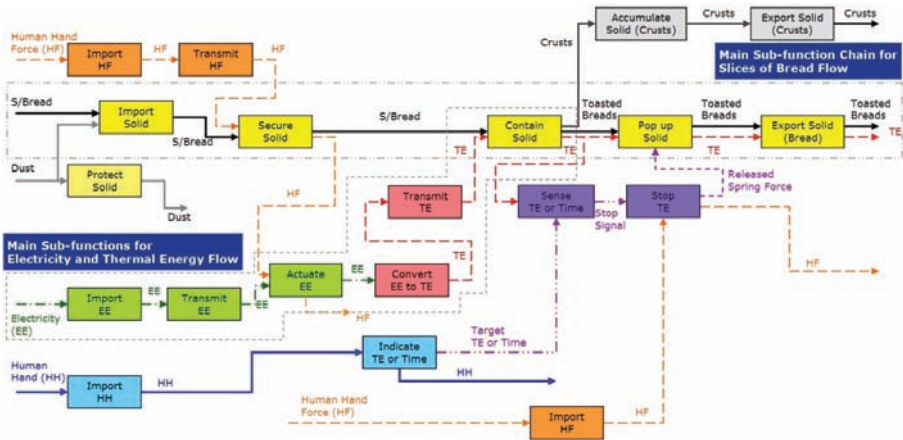 Accumulate
Solid (Crusts)
Crusts
Export Solid
(Crusts)
Crusts
Crusts
Human Hand
Force (HF)
Import
HF
HF
Transmit
HF
HF
Main Sub-function Chain for
Slices of Bread Flow
S/Bread
Import
Solid
S/Bread
Secure
Solid
S/Bread
Contain
Solid
Toasted
Breads
Pop up
Solid
Toasted
Breads
Export Solid
(Bread)
Toasted
Breads
TE
TE
TE
TE
Dust
Protect
Solid
Dust
HF
Transmit
TE
TE
Sense
TE or Time
Stop
Signal
Stop
TE
Released
Spring Force
HF
Main Sub-functions for
Electricity and Thermal Energy Flow
Actuate
EE
EE
Convert
EE to TE
Import
EE
EE
Transmit
EE
EE
HF
Electricity
(EE)
Indicate
TE or Time
Target
TE or Time
HH
Human
Hand (HH)
Import
HH
HH
Human Hand
Force (HF)
Import
HF
HF